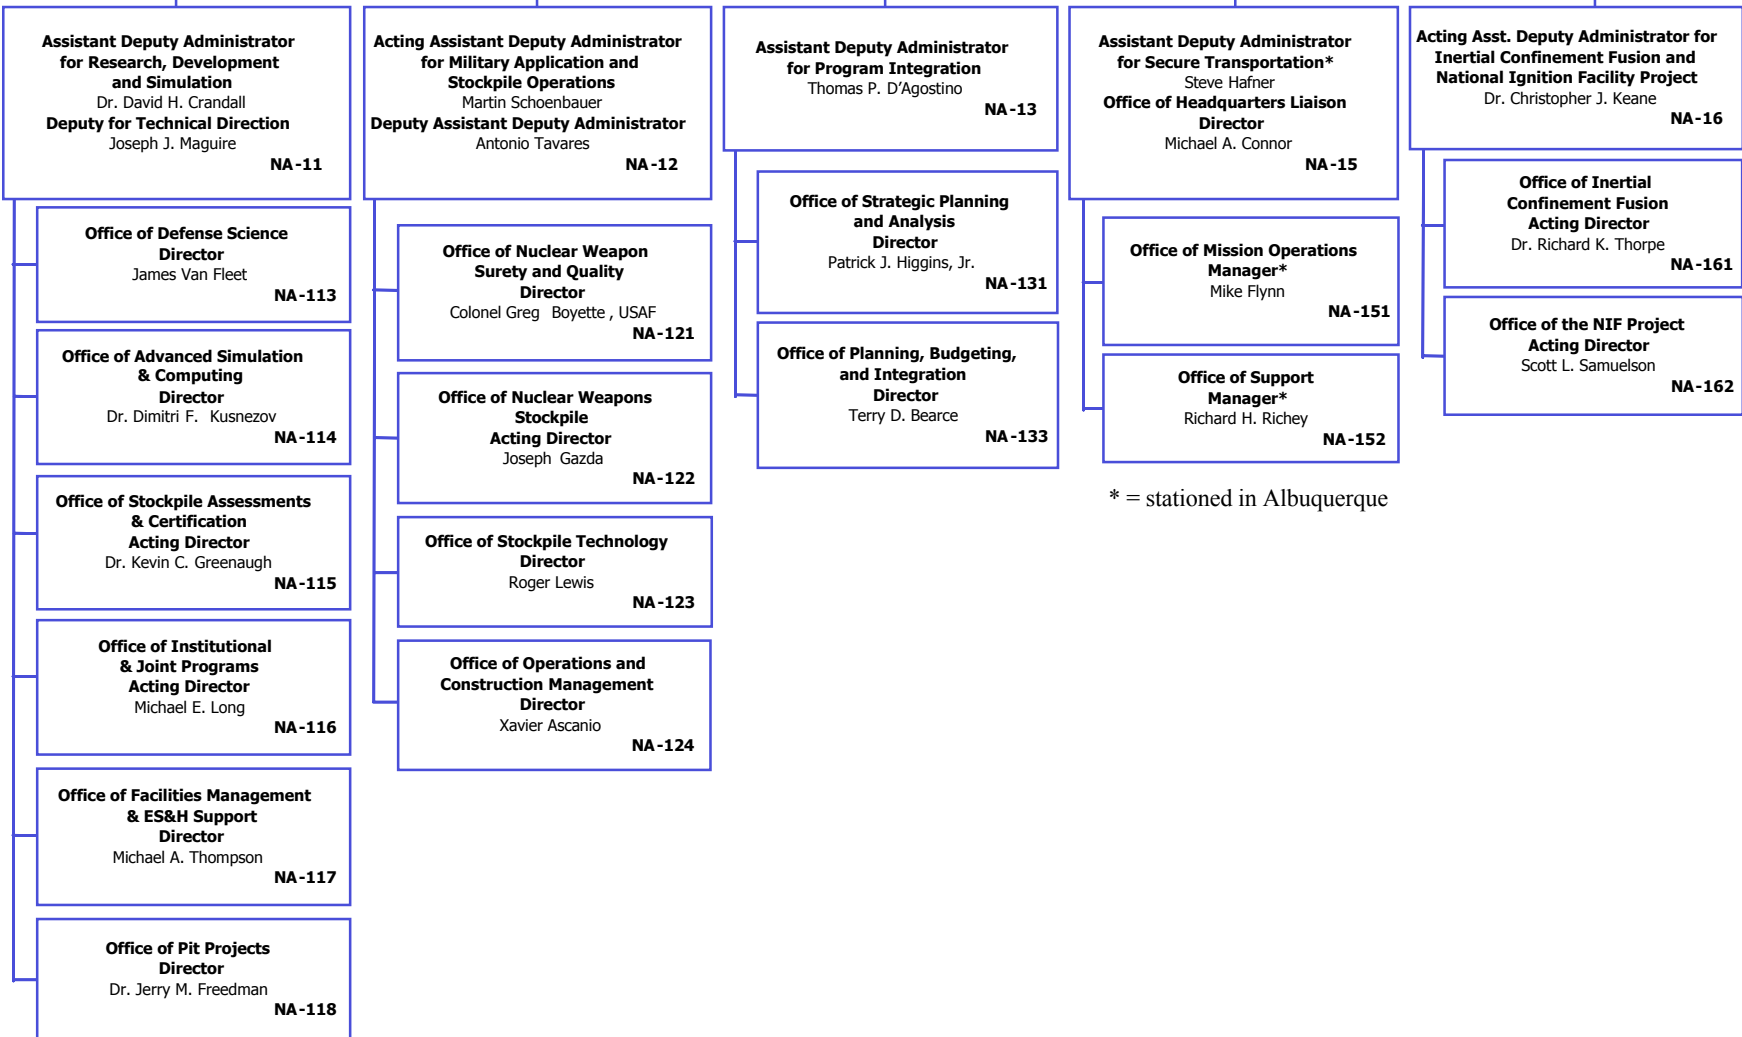 Assistant Deputy Administrator
for Research, Development
and Simulation
Dr. David H. Crandall
Deputy for Technical Direction
Joseph J. Maguire
NA-11
Office of Defense Science
Director
James Van Fleet
NA-113
Office of Advanced Simulation
& Computing
Director
Dr. Dimitri F. Kusnezov
NA-114
Office of Stockpile Assessments
& Certification
Acting Director
Dr. Kevin C. Greenaugh
NA-115
Office of Institutional
& Joint Programs
Acting Director
Michael E. Long
NA-116
Office of Facilities Management
& ES&H Support
Director
Michael A. Thompson
NA-117
Office of Pit Projects
Director
Dr. Jerry M. Freedman
NA-118
Acting Assistant Deputy Administrator
for Military Application and
Stockpile Operations
Martin Schoenbauer
Deputy Assistant Deputy Administrator
Antonio Tavares
NA-12
Office of Nuclear Weapon
Surety and Quality
Director
Colonel Greg Boyette , USAF
NA-121
Office of Nuclear Weapons
Stockpile
Acting Director
Joseph Gazda
NA-122
Office of Stockpile Technology
Director
Roger Lewis
NA-123
Office of Operations and
Construction Management
Director
Xavier Ascanio
NA-124
Assistant Deputy Administrator
for Program Integration
Thomas P. D’Agostino
NA-13
Office of Strategic Planning
and Analysis
Director
Patrick J. Higgins, Jr.
NA-131
Office of Planning, Budgeting,
and Integration
Director
Terry D. Bearce
NA-133
Assistant Deputy Administrator
for Secure Transportation*
Steve Hafner
Office of Headquarters Liaison
Director
Michael A. Connor
NA-15
Office of Mission Operations
Manager*
Mike Flynn
NA-151
Office of Support
Manager*
Richard H. Richey
NA-152
* = stationed in Albuquerque
Acting Asst. Deputy Administrator for
Inertial Confinement Fusion and
National Ignition Facility Project
Dr. Christopher J. Keane
NA-16
Office of Inertial
Confinement Fusion
Acting Director
Dr. Richard K. Thorpe
NA-161
Office of the NIF Project
Acting Director
Scott L. Samuelson
NA-162